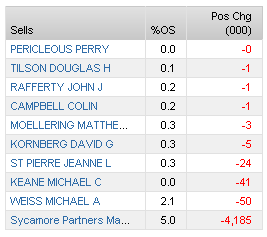 Pos Chg
Sells %OS (000)
PERICLEOUS PERRY 0.0 -0
TILSON DOUGLAS H 0.1 -1
RAFFERTY JOHN J 0.2 -1
CAMPBELL COLIN 0.2 -1
MOELLERING MATTHE... 0.3 -3
KORNBERG DAVID G 0.3 -5
ST PIERRE JEANNE L 0.3 -24
KEANE MICHAEL C 0.0 -41
WEISS MICHAEL A 2.1 -50
Sycamore Partners Ma... 5.0 -4,185